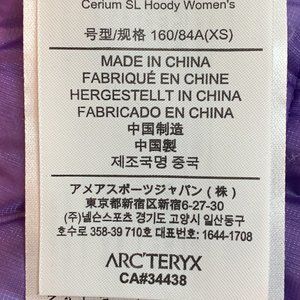 Cerium SL Hoody Women's
号型/规格 160/84A(XS)
MADE IN CHINA
FABRIQUÉ EN CHINE
HERGESTELLT IN CHINA
FABRICADO EN CHINA
中国制造
中国製
제조국명 중국
アメアスポーツジャパン(株)
東京都新宿区新宿6-27-30
(주)넬슨스포츠 경기도 고양시 일산동구
호수로 358-39 710호 대표번호: 1644-1708
ARC'TERYX
CA#34438